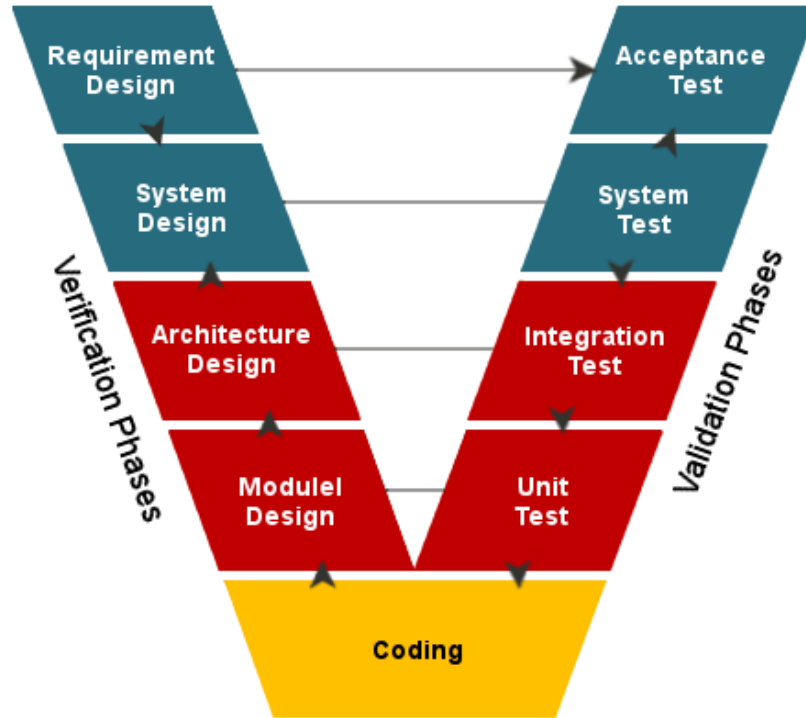 Requirement
Design
Acceptance
Test
System
Design
System
Test
Verification Phases
Validation Phases
Architecture
Design
Integration
Test
Modulel
Design
Unit
Test
Coding